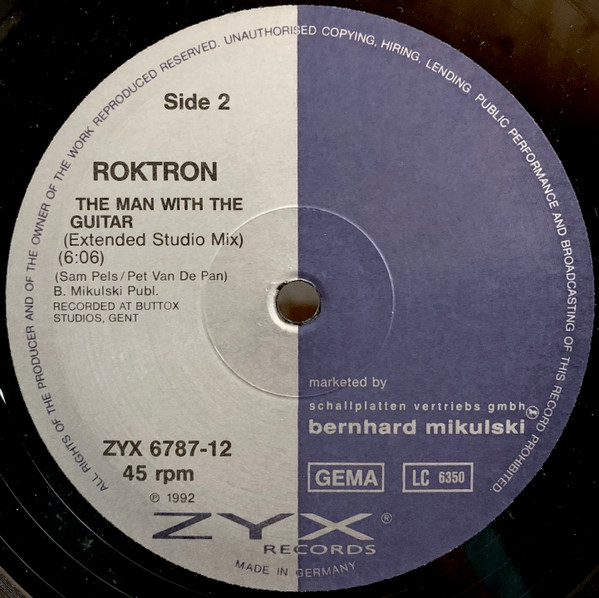 ALL RIGHTS OF THE PRODUCER AND OF THE OWNER OF THE WORK REPRODUCED RESERVED. UNAUTHORISED COPYING, HIRING, LENDING PUBLIC PERFORMANCE AND BROADCASTING OF THIS RECORD PROHIBITED
Side 2
ROKTRON
THE MAN WITH THE
GUITAR
(Extended Studio Mix)
(6:06)
(Sam Pels/Pet Van De Pan)
B. Mikulski Publ.
RECORDED AT BUTTOX
STUDIOS, GENT
marketed by
schallplatten vertriebs gmbh
bernhard mikulski
ZYX 6787-12
45 rpm
GEMA
LC 6350
℗ 1992
ZYX®
RECORDS
MADE IN GERMANY